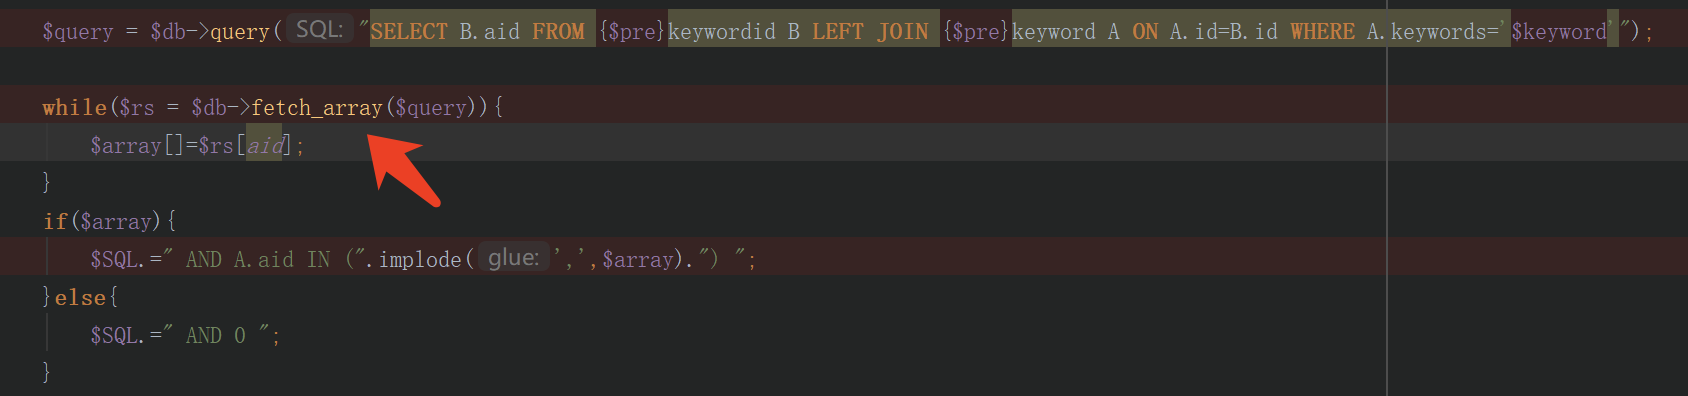 $query = $db->query( SQL: "SELECT B.aid FROM {$pre}keywordid B LEFT JOIN {$pre}keyword A ON A.id=B.id WHERE A.keywords='$keyword'");
while($rs = $db->fetch_array($query)){
$array[]=$rs[aid];
}
if($array){
$SQL.=" AND A.aid IN (".implode( glue: ',',$array).") ";
}else{
$SQL.=" AND 0 ";
}